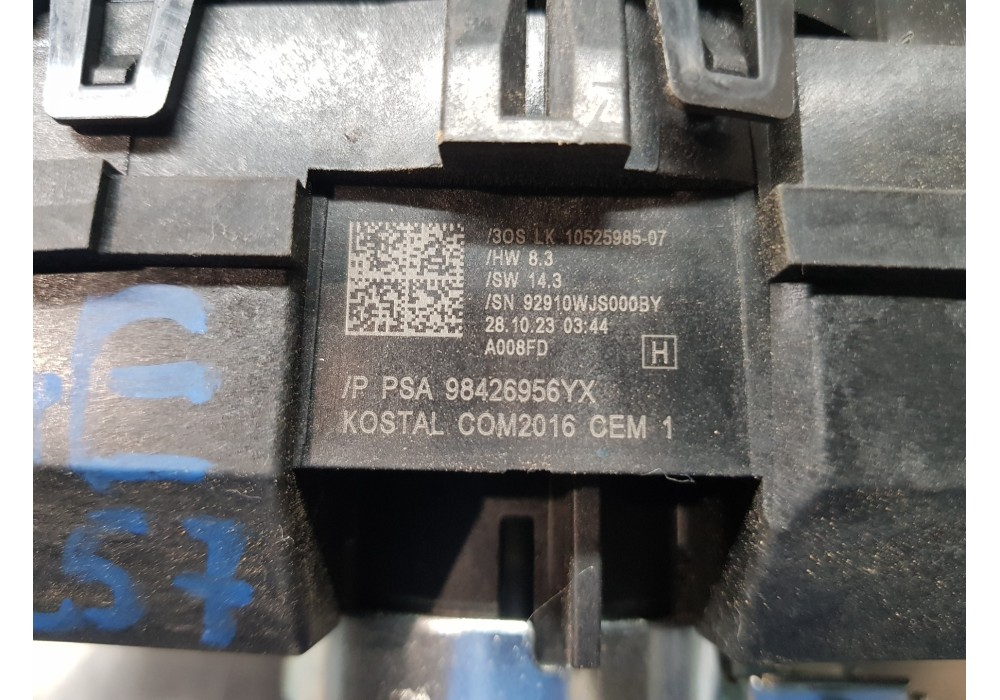 /3OS LK 10525985-07
/HW 8.3
/SW 14.3
/SN 92910WJS000BY
28.10.23 03:44
A008FD
H
/P PSA 98426956YX
KOSTAL COM2016 CEM 1